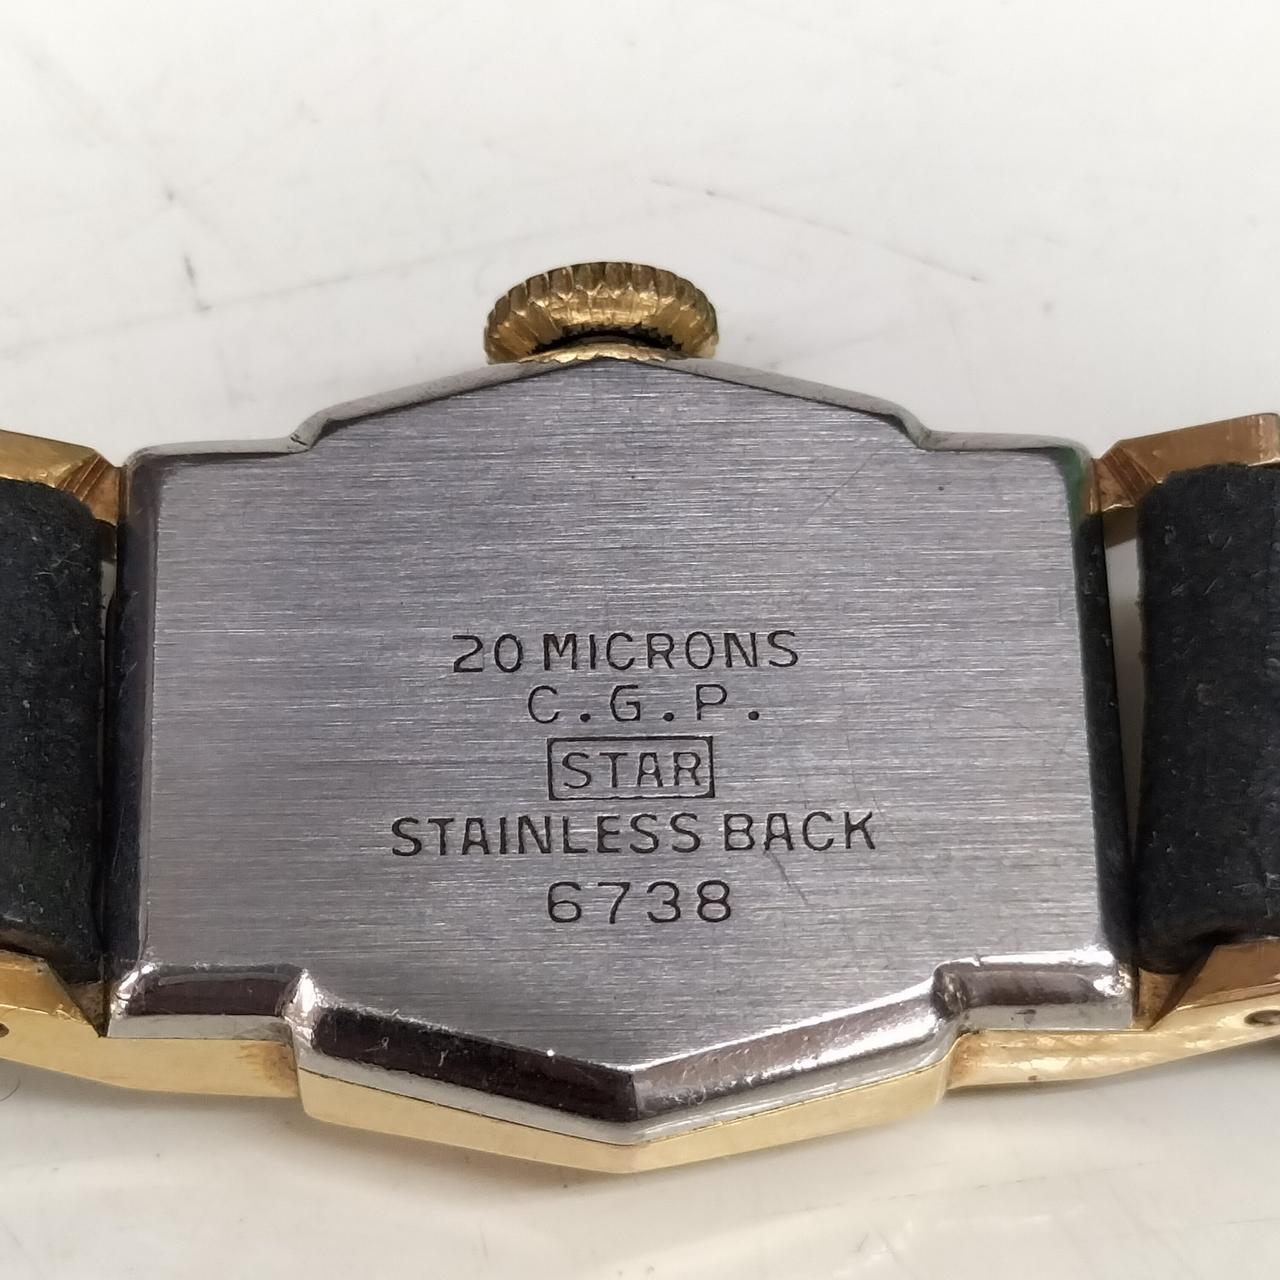 20 MICRONS
C.G.P.
STAR
STAINLESS BACK
6738